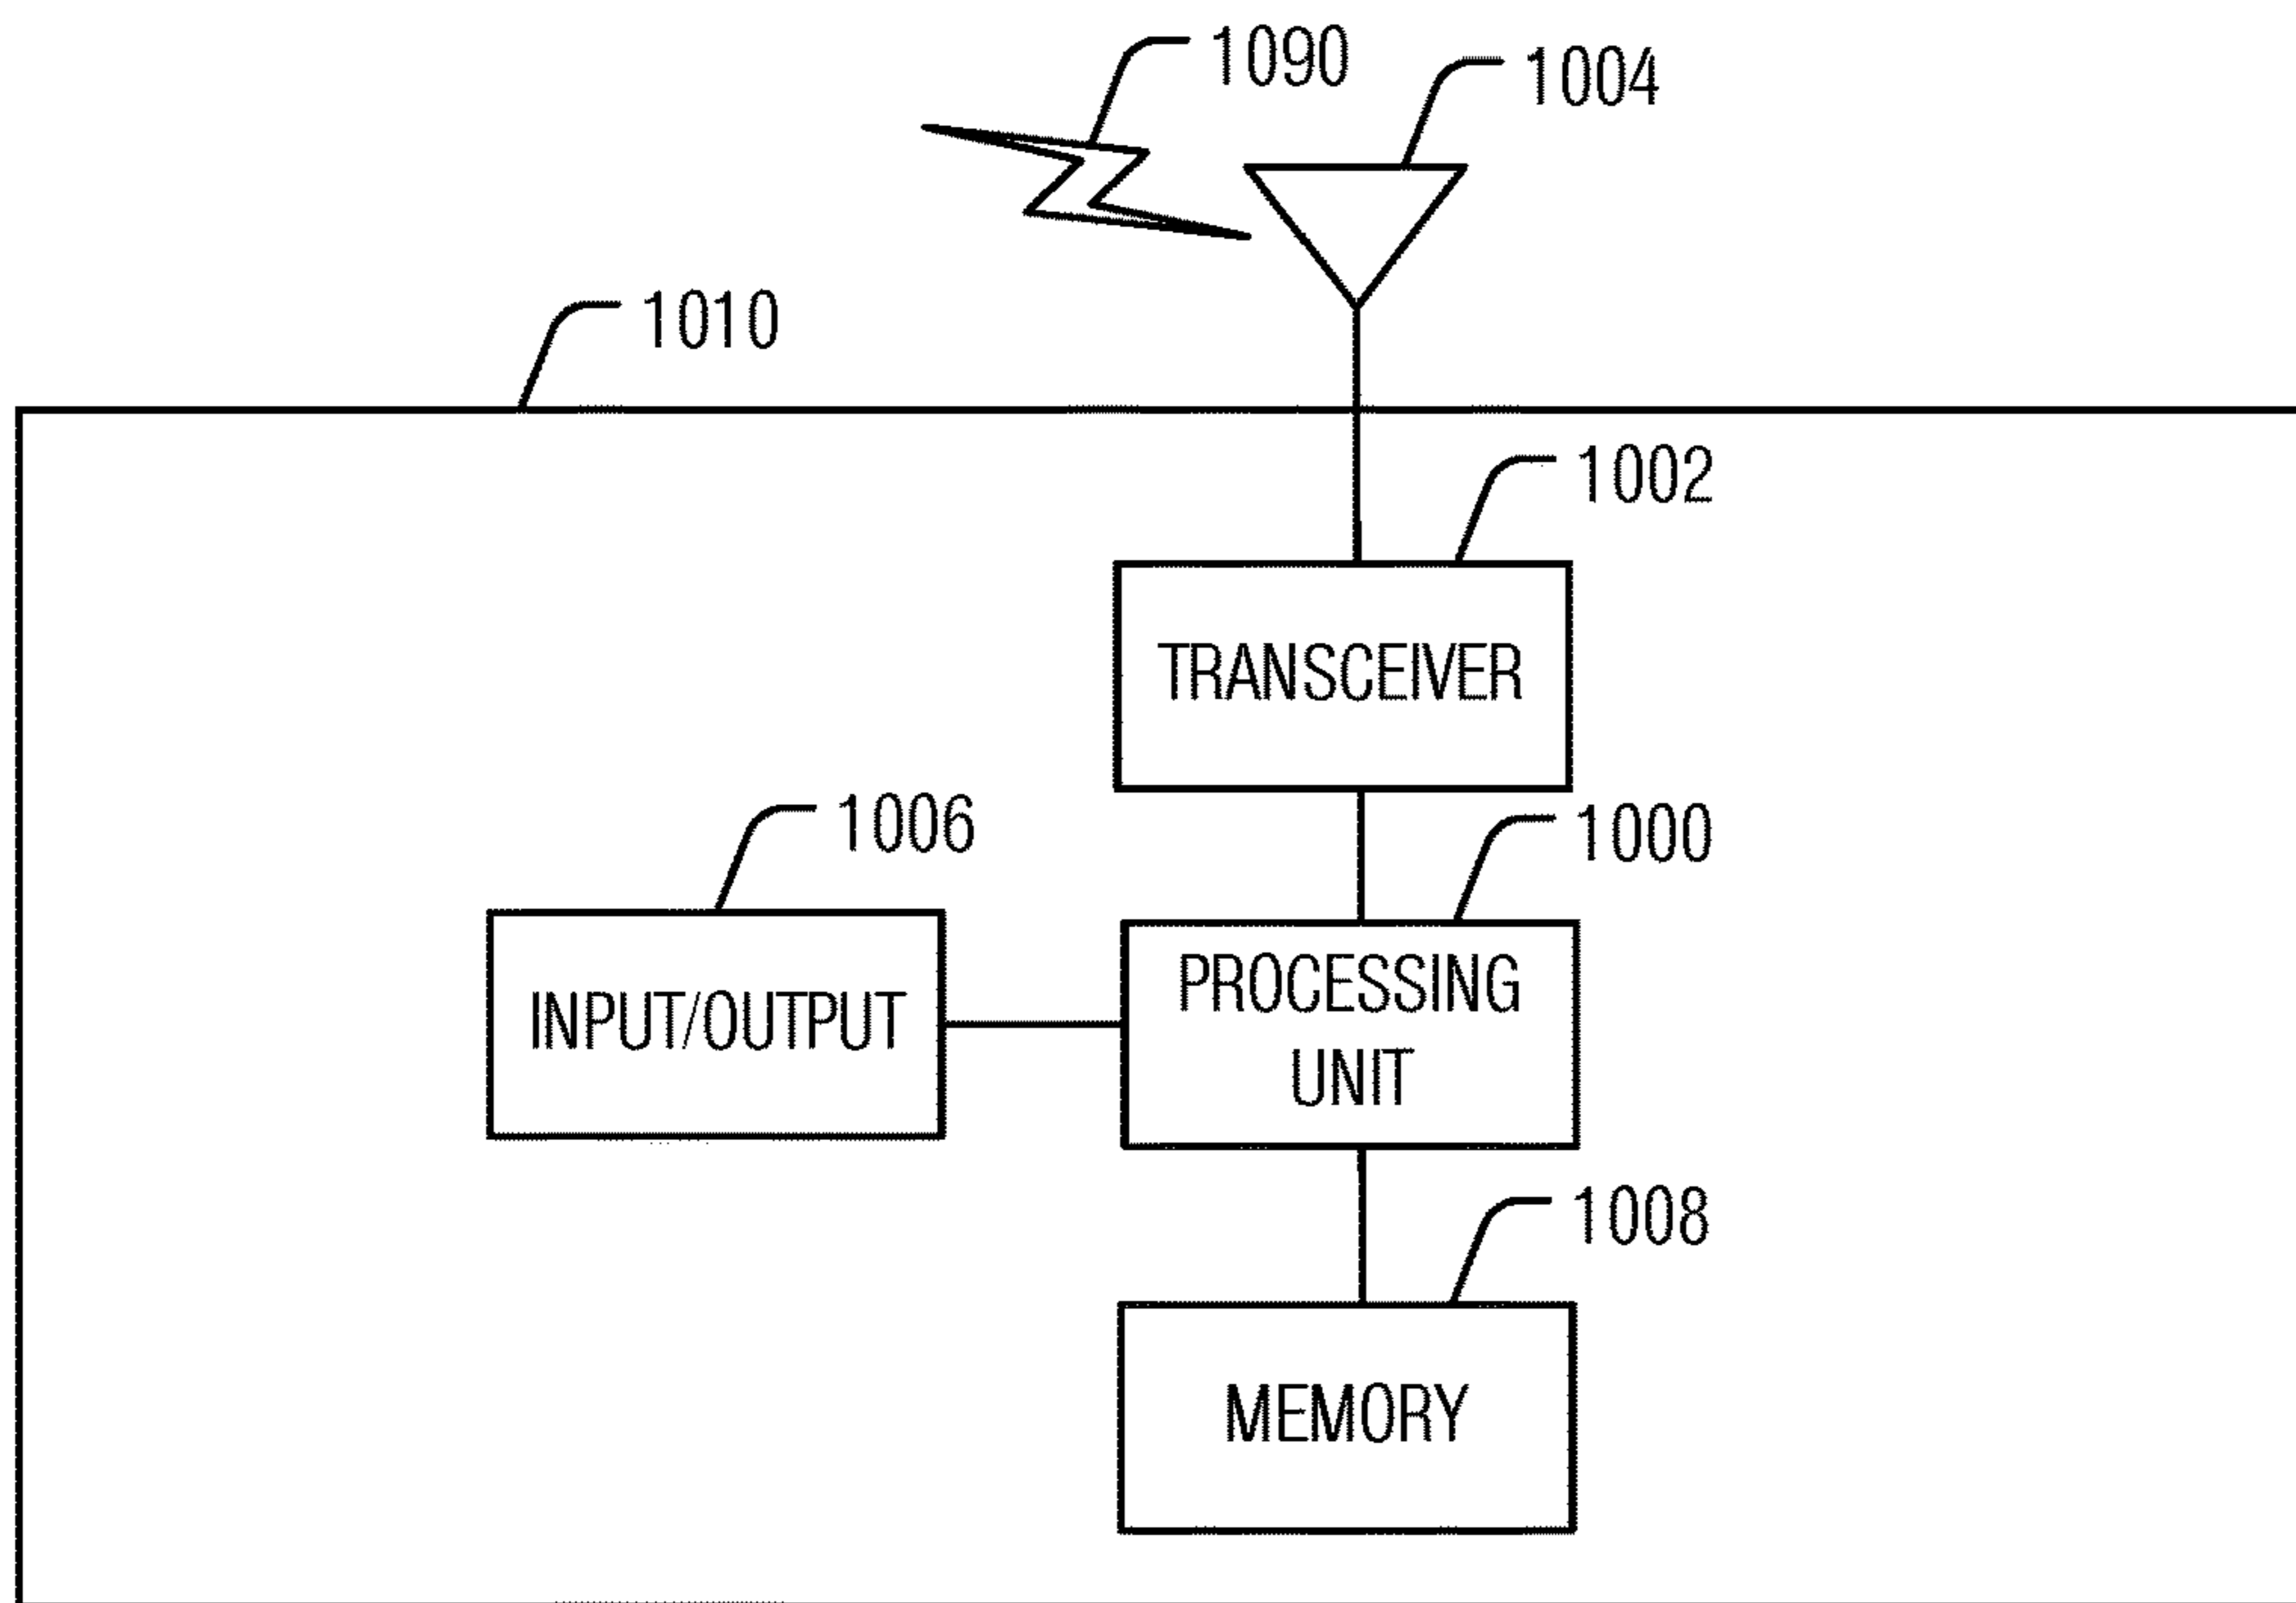 1090
1004
1010
1002
TRANSCEIVER
1006
1000
INPUT/OUTPUT
PROCESSING
UNIT
1008
MEMORY